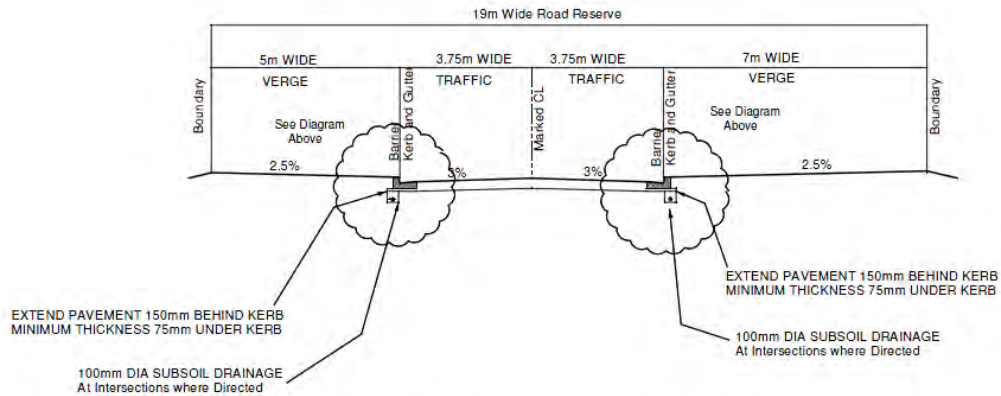 19m Wide Road Reserve
5m WIDE
3.75m WIDE
3.75m WIDE
7m WIDE
VERGE
TRAFFIC
TRAFFIC
VERGE
Boundary
See Diagram
Above
Barrier
Kerb and Gutter
Marked CL
Barrier
Kerb and Gutter
See Diagram
Above
Boundary
2.5%
3%
3%
2.5%
EXTEND PAVEMENT 150mm BEHIND KERB
MINIMUM THICKNESS 75mm UNDER KERB
100mm DIA SUBSOIL DRAINAGE
At Intersections where Directed
EXTEND PAVEMENT 150mm BEHIND KERB
MINIMUM THICKNESS 75mm UNDER KERB
100mm DIA SUBSOIL DRAINAGE
At Intersections where Directed